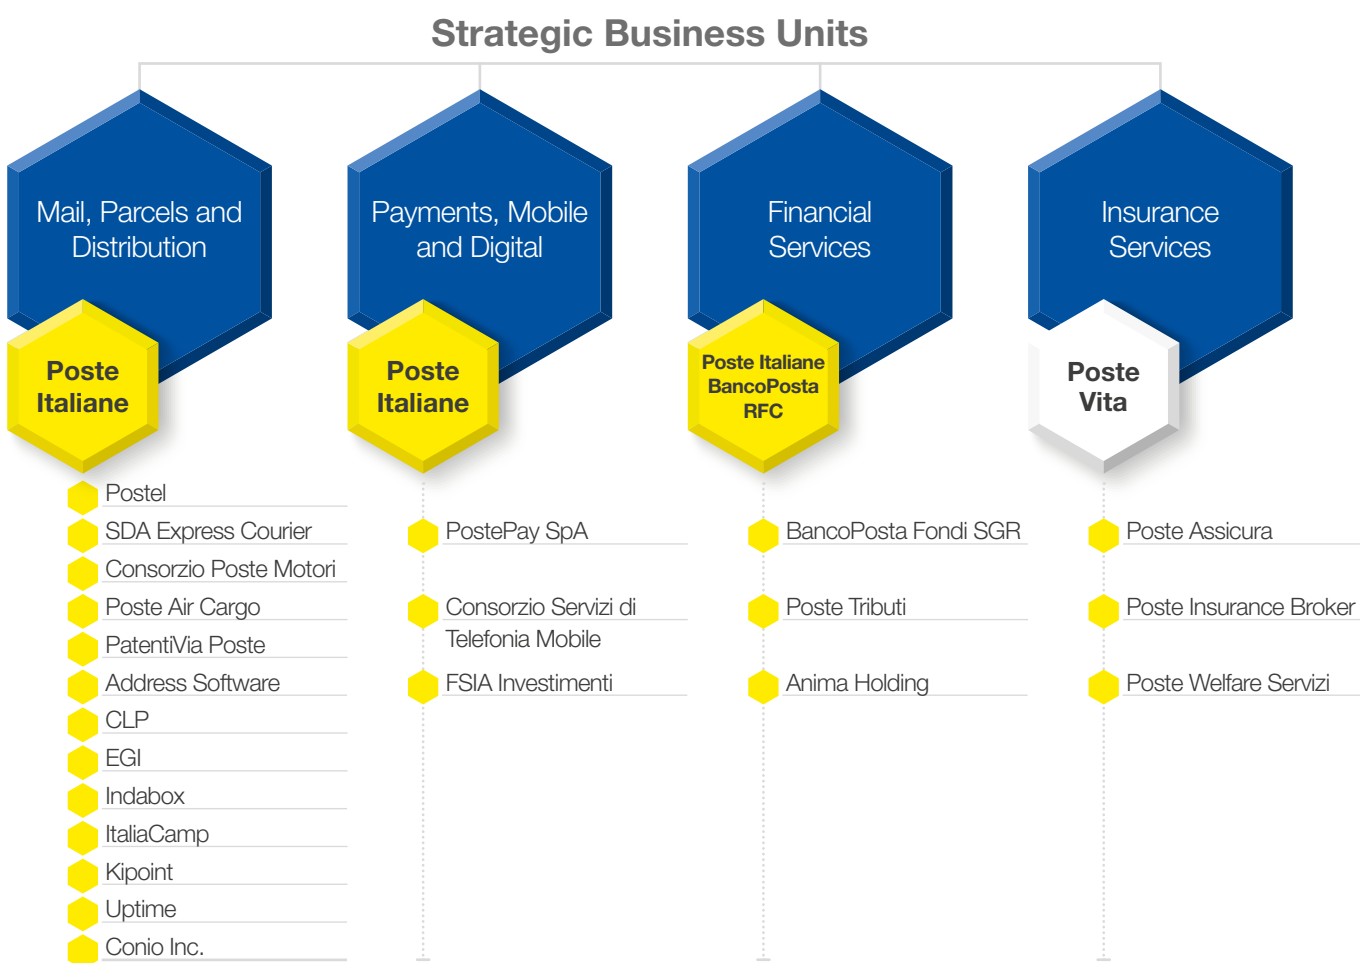 Strategic Business Units
Mail, Parcels and
Distribution
Poste
Italiane
Postel
SDA Express Courier
Consorzio Poste Motori
Poste Air Cargo
PatentiVia Poste
Address Software
CLP
EGI
Indabox
ItaliaCamp
Kipoint
Uptime
Conio Inc.
Payments, Mobile
and Digital
Poste
Italiane
PostePay SpA
Consorzio Servizi di
Telefonia Mobile
FSIA Investimenti
Financial
Services
Poste Italiane
BancoPosta
RFC
BancoPosta Fondi SGR
Poste Tributi
Anima Holding
Insurance
Services
Poste
Vita
Poste Assicura
Poste Insurance Broker
Poste Welfare Servizi